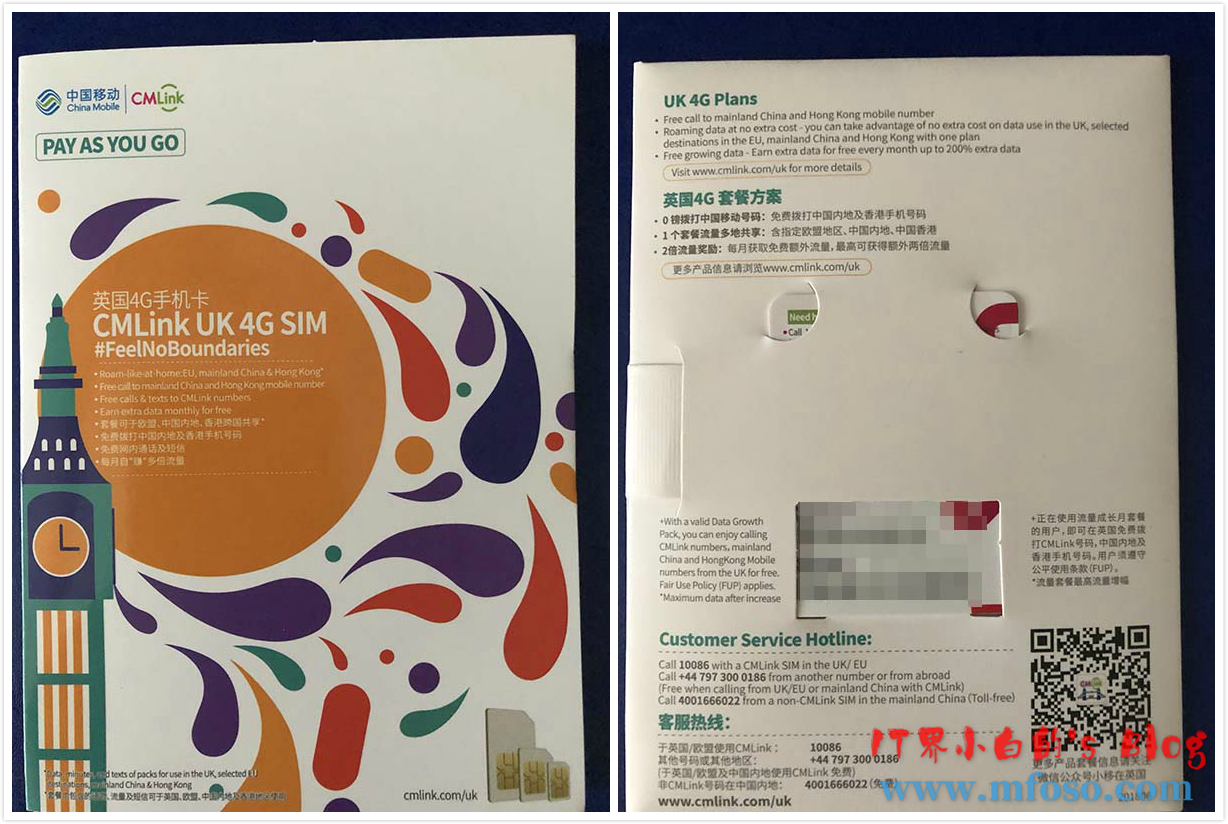 中国移动
China Mobile
CMLink
PAY AS YOU GO
英国4G手机卡
CMLink UK 4G SIM
#FeelNoBoundaries
• Roam-like-at-home:EU, mainland China & Hong Kong*
• Free call to mainland China and Hong Kong mobile number
• Free calls & texts to CMLink numbers
• Earn extra data monthly for free
• 套餐可于欧盟、中国内地、香港跨国共享*
• 免费拨打中国内地及香港手机号码
• 免费网内通话及短信
• 每月自“赚”多倍流量
*Data, minutes and texts of packs for use in the UK, selected EU
destinations, mainland China & Hong Kong
流量及短信可于英国、欧盟、中国内地及香港地区使用
cmlink.com/uk
UK 4G Plans
• Free call to mainland China and Hong Kong mobile number
• Roaming data at no extra cost - you can take advantage of no extra cost on data use in the UK, selected
destinations in the EU, mainland China and Hong Kong with one plan
• Free growing data - Earn extra data for free every month up to 200% extra data
Visit www.cmlink.com/uk for more details
英国4G 套餐方案
• 0 镑拨打中国移动号码：免费拨打中国内地及香港手机号码
• 1 个套餐流量多地共享：含指定欧盟地区、中国内地、中国香港
• 2倍流量奖励：每月获取免费额外流量，最高可获得额外两倍流量
更多产品信息请浏览www.cmlink.com/uk
Need
• Call
+With a valid Data Growth
Pack, you can enjoy calling
CMLink numbers, mainland
China and HongKong Mobile
numbers from the UK for free.
Fair Use Policy (FUP) applies.
*Maximum data after increase
+正在使用流量成长月套餐
的用户，即可在英国免费拨
打CMLink号码，中国内地及
香港手机号码。用户须遵守
公平使用条款(FUP)。
*流量套餐最高流量增幅
Customer Service Hotline:
Call 10086 with a CMLink SIM in the UK/ EU
Call +44 797 300 0186 from another number or from abroad
(Free when calling from UK/EU or mainland China with CMLink)
Call 4001666022 from a non-CMLink SIM in the mainland China (Toll-free)
客服热线：
于英国/欧盟使用CMLink： 10086
其他号码或其他地区： +44 797 300 0186
(于英国/欧盟及中国内地使用CMLink 免费)
非CMLink号码在中国内地： 4001666022 (免费)
www.cmlink.com/uk
CMLink
更多产品套餐信息请关注
微信公众号小移在英国
IT界小白's Blog
www.mfoso.com